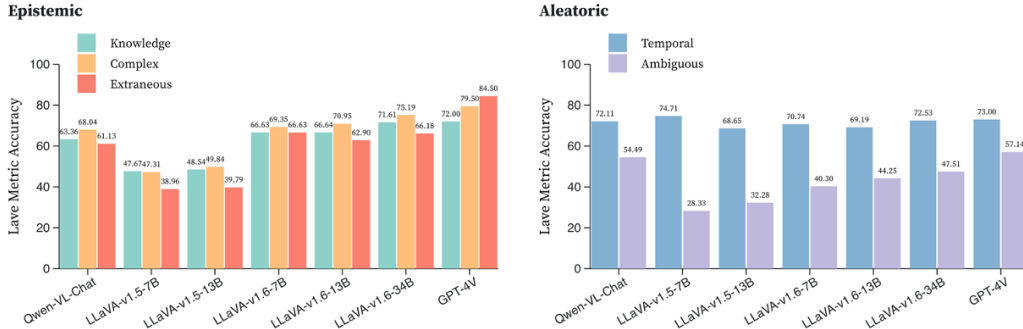 Epistemic
Knowledge
Complex
Extraneous
Lave Metric Accuracy
100
80
60
40
20
0
63.36 68.04 61.13
47.67 47.31 38.96
48.54 49.84 39.79
66.63 69.35 66.63
66.64 70.95 62.90
71.61 75.19 66.18
72.00 79.50 84.50
Qwen-VL-Chat
LLaVA-v1.5-7B
LLaVA-v1.5-13B
LLaVA-v1.6-7B
LLaVA-v1.6-13B
LLaVA-v1.6-34B
GPT-4V
Aleatoric
Temporal
Ambiguous
Lave Metric Accuracy
100
80
60
40
20
0
72.11 54.49
74.71 28.33
68.65 32.28
70.74 40.30
69.19 44.25
72.53 47.51
73.00 57.14
Qwen-VL-Chat
LLaVA-v1.5-7B
LLaVA-v1.5-13B
LLaVA-v1.6-7B
LLaVA-v1.6-13B
LLaVA-v1.6-34B
GPT-4V